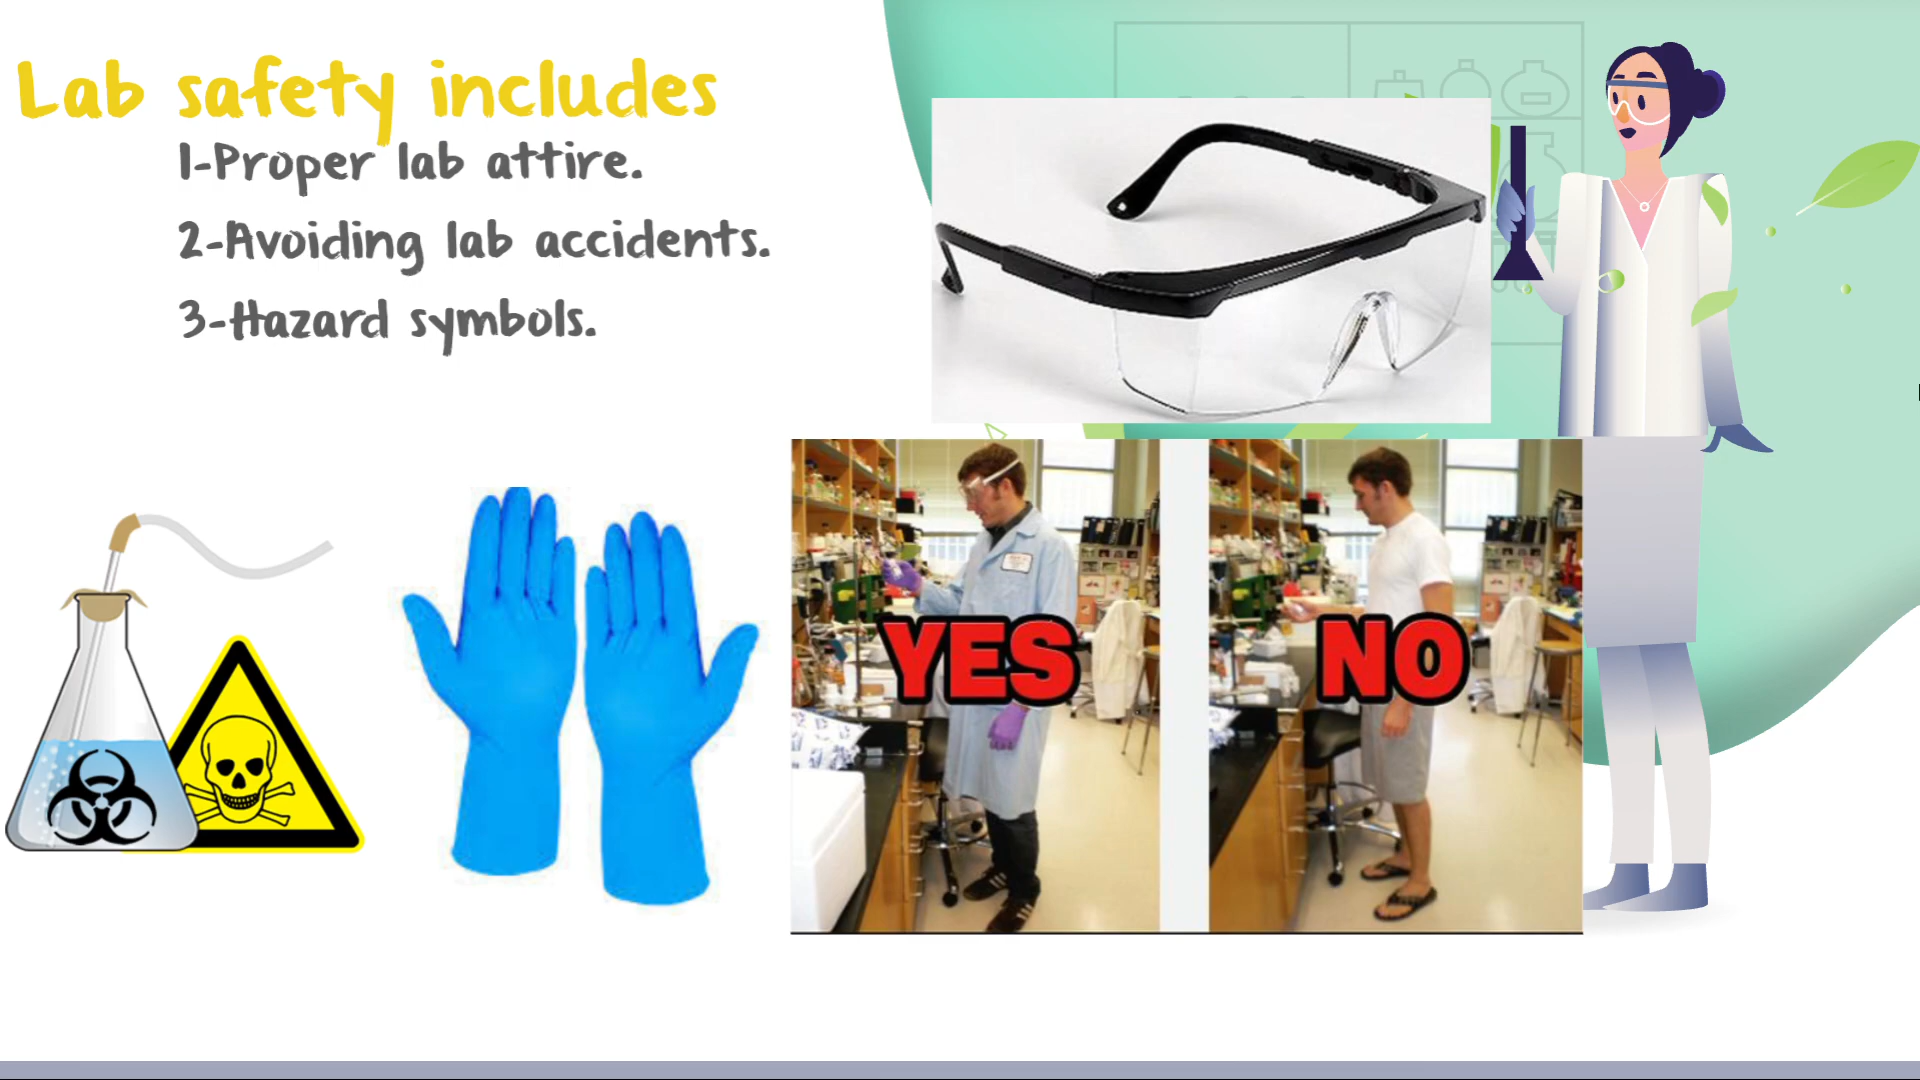 Lab safety includes
1-Proper lab attire.
2-Avoiding lab accidents.
3-Hazard symbols.
YES
NO